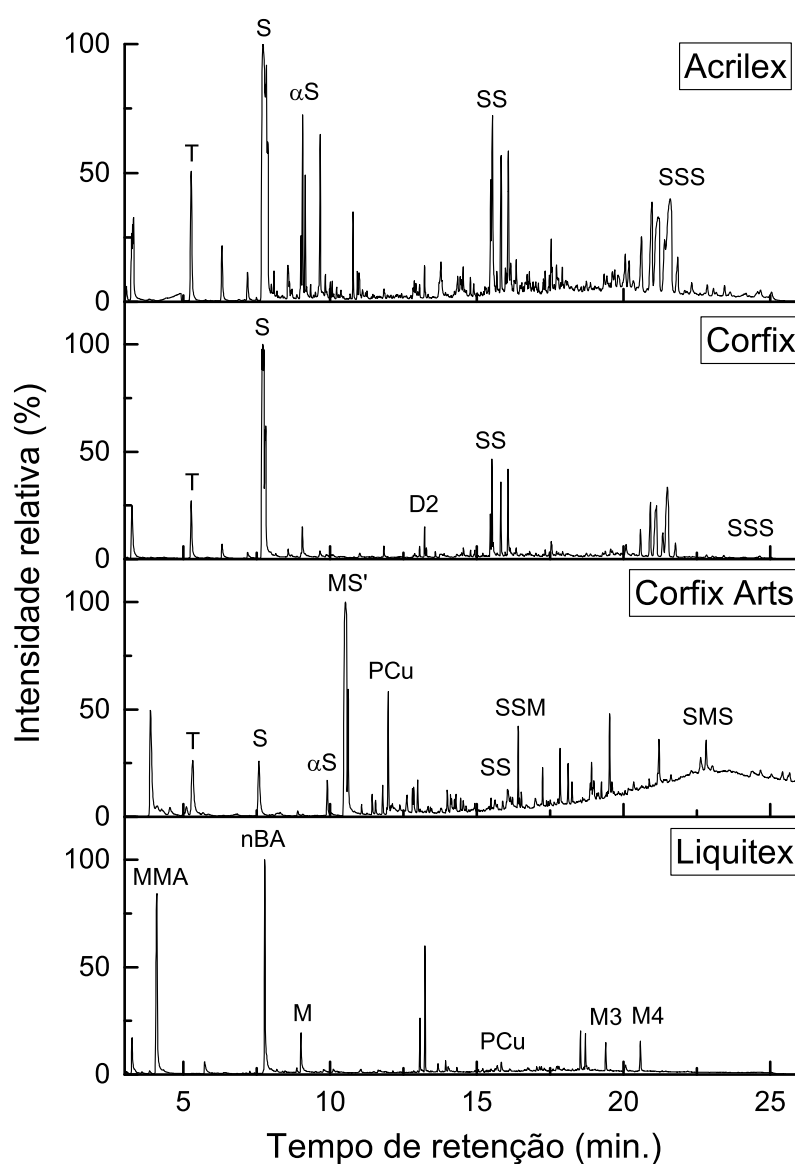 Acrilex
100
50
0
S
αS
T
SS
SSS
Corfix
100
50
0
S
T
D2
SS
SSS
Corfix Arts
100
50
0
MS'
PCu
T
S
αS
SSM
SS
SMS
Liquitex
100
50
0
nBA
MMA
M
PCu
M3
M4
5
10
15
20
25
Intensidade relativa (%)
Tempo de retenção (min.)